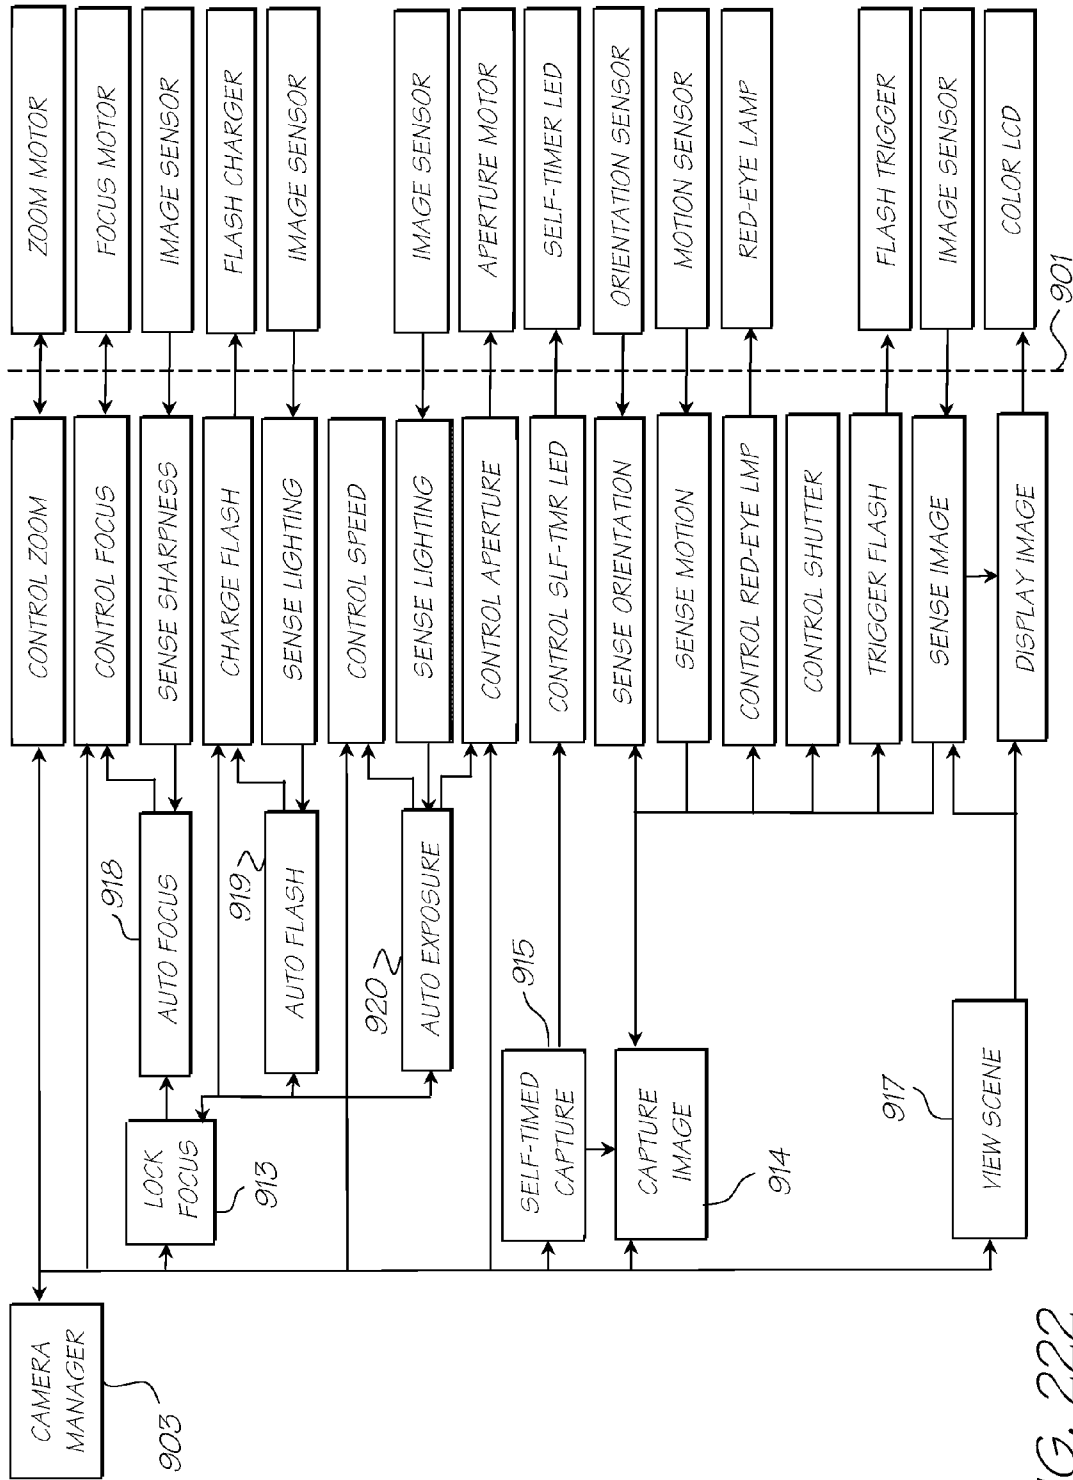 CAMERA
MANAGER
903
LOCK
FOCUS
913
AUTO FOCUS
918
AUTO FLASH
919
AUTO EXPOSURE
920
SELF-TIMED
CAPTURE
915
CAPTURE
IMAGE
914
VIEW SCENE
917
CONTROL ZOOM
CONTROL FOCUS
SENSE SHARPNESS
CHARGE FLASH
SENSE LIGHTING
CONTROL SPEED
SENSE LIGHTING
CONTROL APERTURE
CONTROL SLF-TMR LED
SENSE ORIENTATION
SENSE MOTION
CONTROL RED-EYE LMP
CONTROL SHUTTER
TRIGGER FLASH
SENSE IMAGE
DISPLAY IMAGE
ZOOM MOTOR
FOCUS MOTOR
IMAGE SENSOR
FLASH CHARGER
IMAGE SENSOR
IMAGE SENSOR
APERTURE MOTOR
SELF-TIMER LED
ORIENTATION SENSOR
MOTION SENSOR
RED-EYE LAMP
FLASH TRIGGER
IMAGE SENSOR
COLOR LCD
901
G. 222